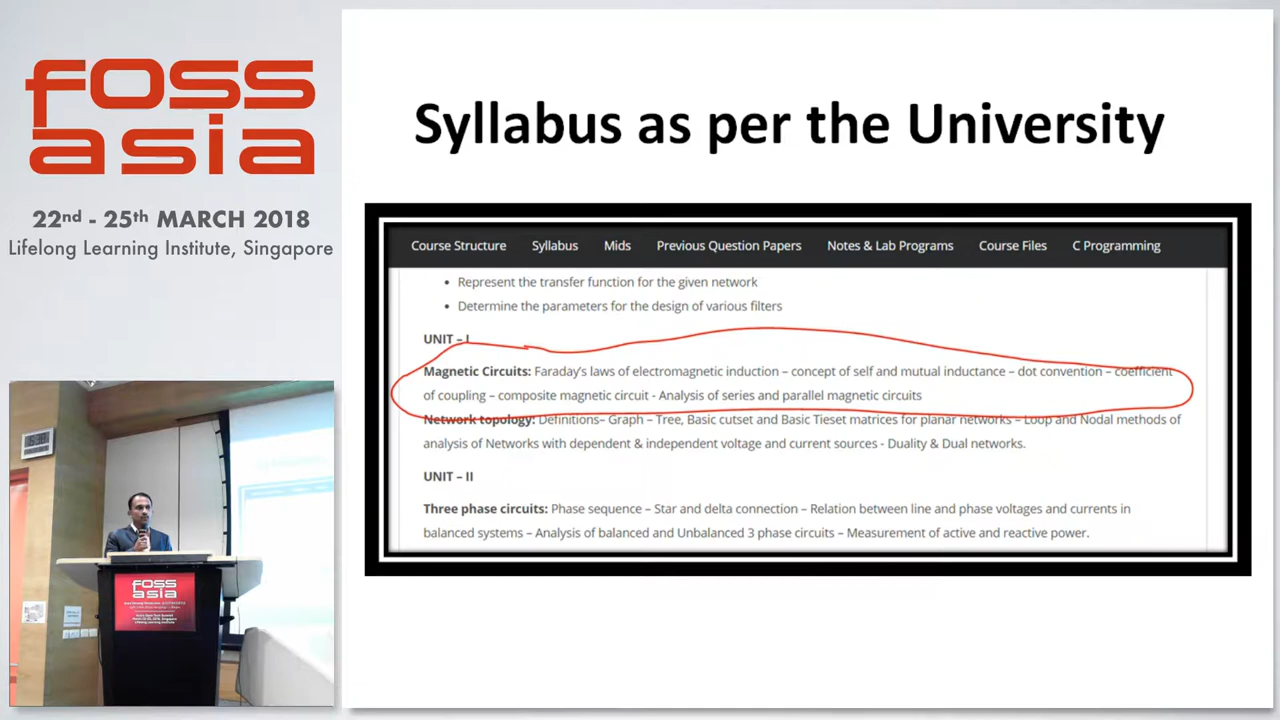 foss
asia
22nd - 25th MARCH 2018
Lifelong Learning Institute, Singapore
Syllabus as per the University
Course Structure Syllabus Mids Previous Question Papers Notes & Lab Programs Course Files C Programming
• Represent the transfer function for the given network
• Determine the parameters for the design of various filters
UNIT – I
Magnetic Circuits: Faraday's laws of electromagnetic induction – concept of self and mutual inductance – dot convention – coefficient
of coupling – composite magnetic circuit - Analysis of series and parallel magnetic circuits
Network topology: Definitions– Graph – Tree, Basic cutset and Basic Tieset matrices for planar networks – Loop and Nodal methods of
analysis of Networks with dependent & independent voltage and current sources - Duality & Dual networks.
UNIT – II
Three phase circuits: Phase sequence – Star and delta connection – Relation between line and phase voltages and currents in
balanced systems – Analysis of balanced and Unbalanced 3 phase circuits – Measurement of active and reactive power.
foss
asia